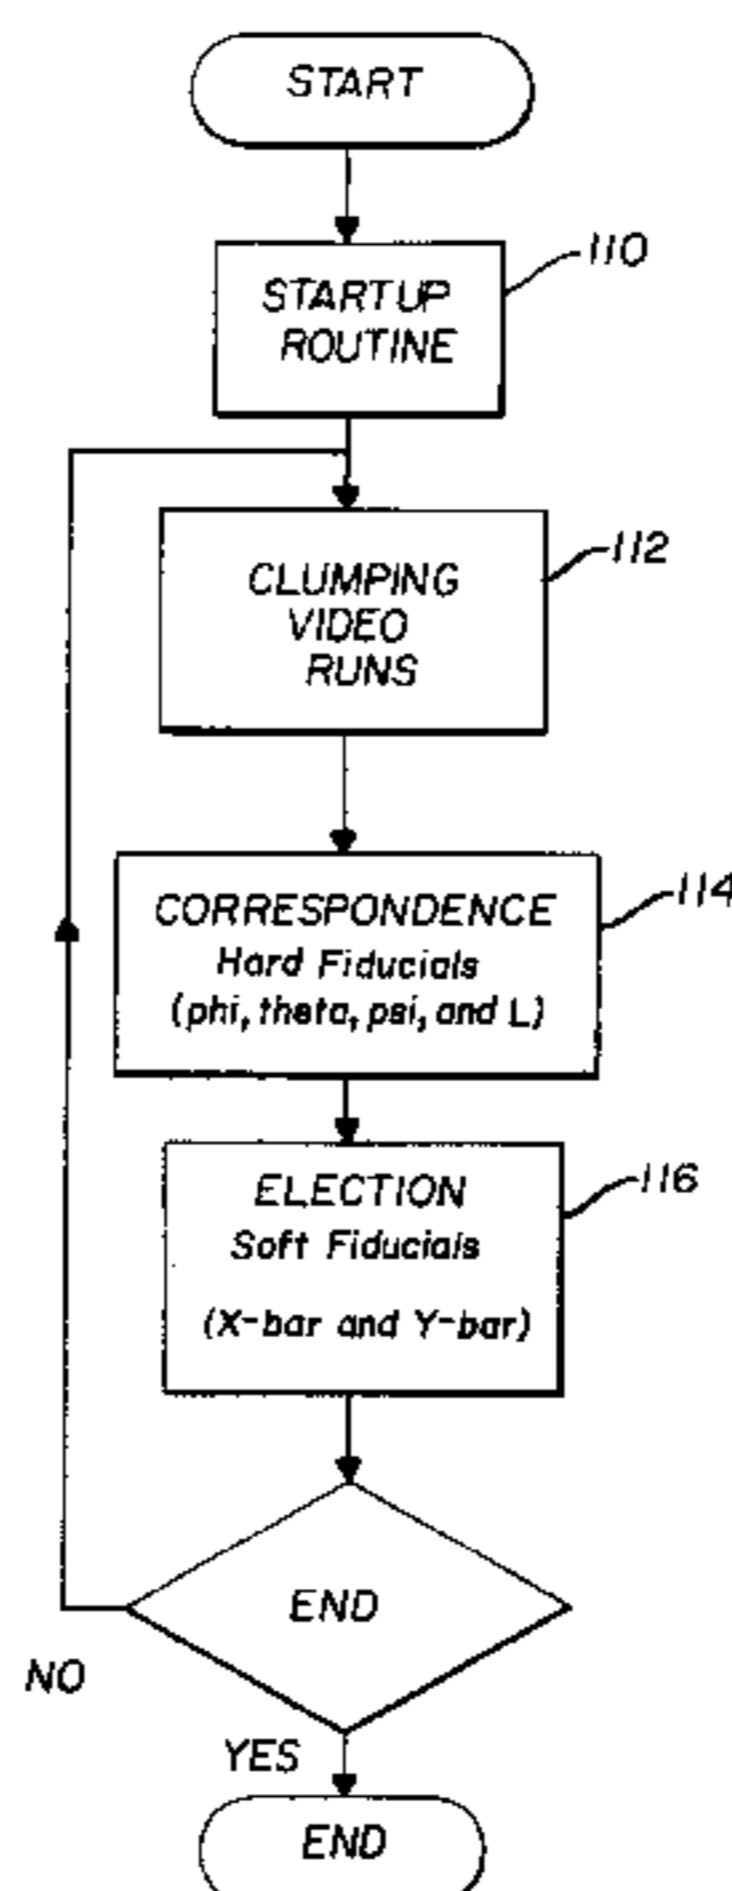 START
110
STARTUP
ROUTINE
112
CLUMPING
VIDEO
RUNS
114
CORRESPONDENCE
Hard Fiducials
(phi, theta, psi, and L)
116
ELECTION
Soft Fiducials
(X-bar and Y-bar)
END
NO
YES
END